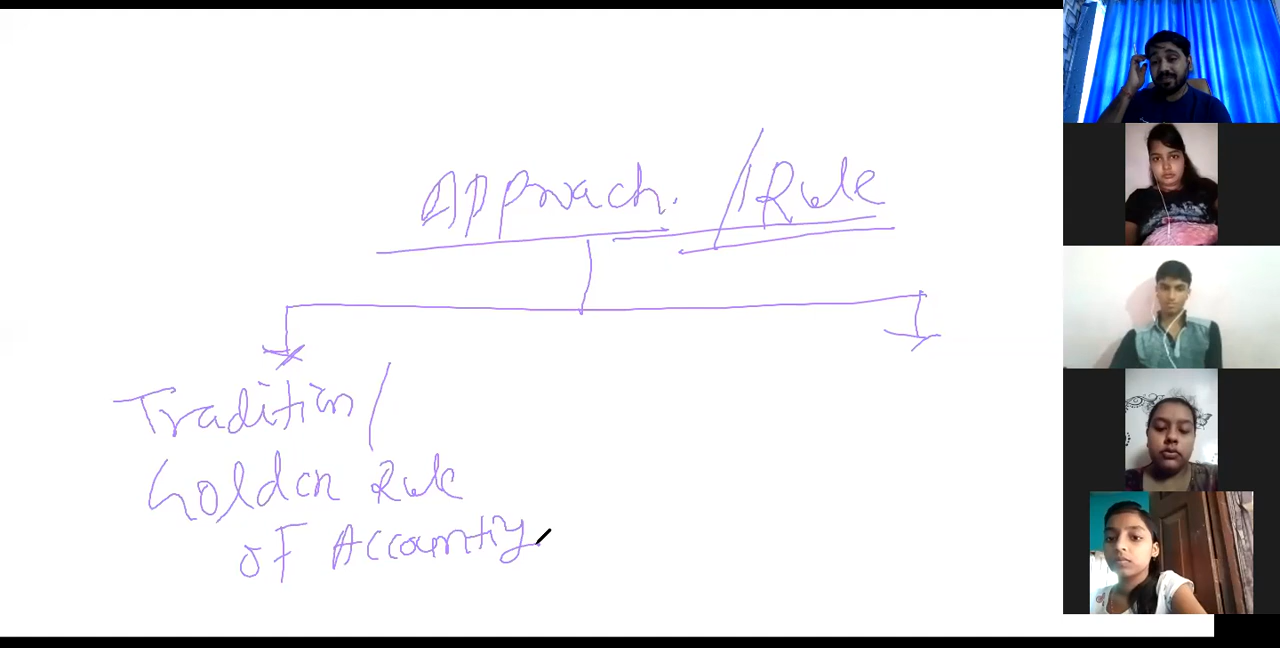 Approach. / Rule
Tradition/
Golden Rule
of Accounting